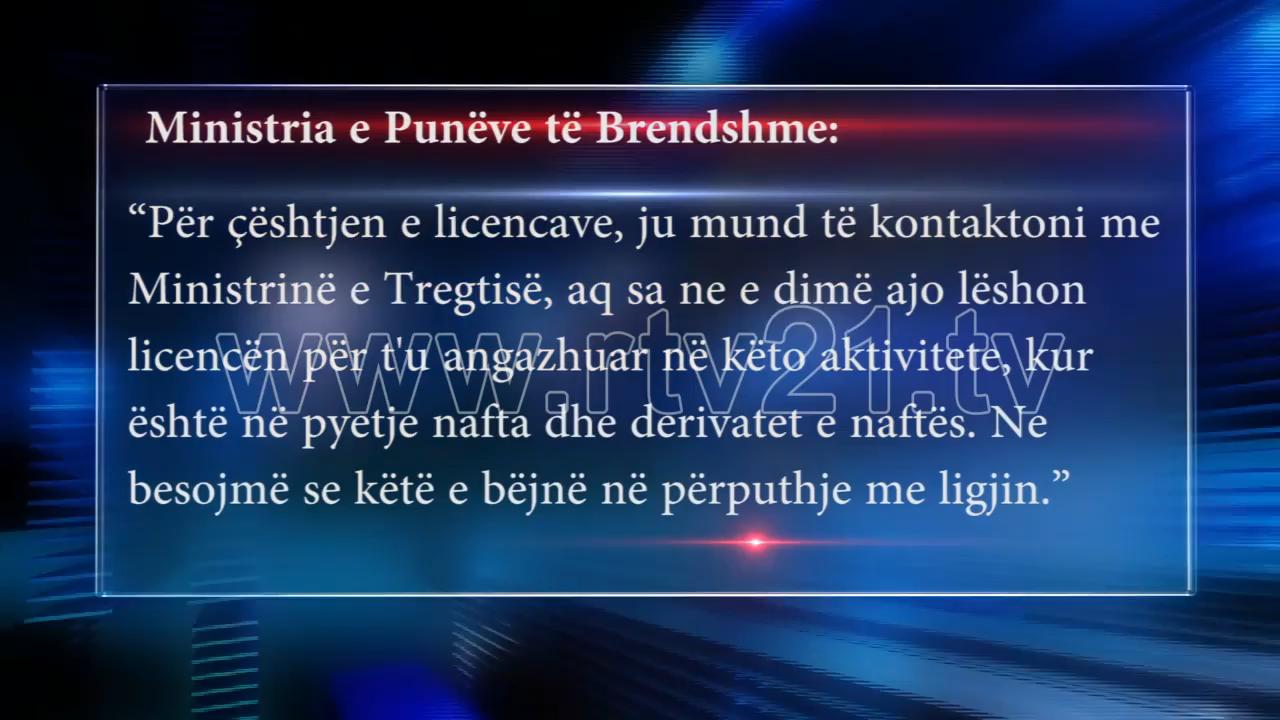 Ministria e Punëve të Brendshme:
“Për çështjen e licencave, ju mund të kontaktoni me
Ministrinë e Tregtisë, aq sa ne e dimë ajo lëshon
licencën për t'u angazhuar në këto aktivitete, kur
është në pyetje nafta dhe derivatet e naftës. Ne
besojmë se këtë e bëjnë në përputhje me ligjin.”
www.rtv21.tv